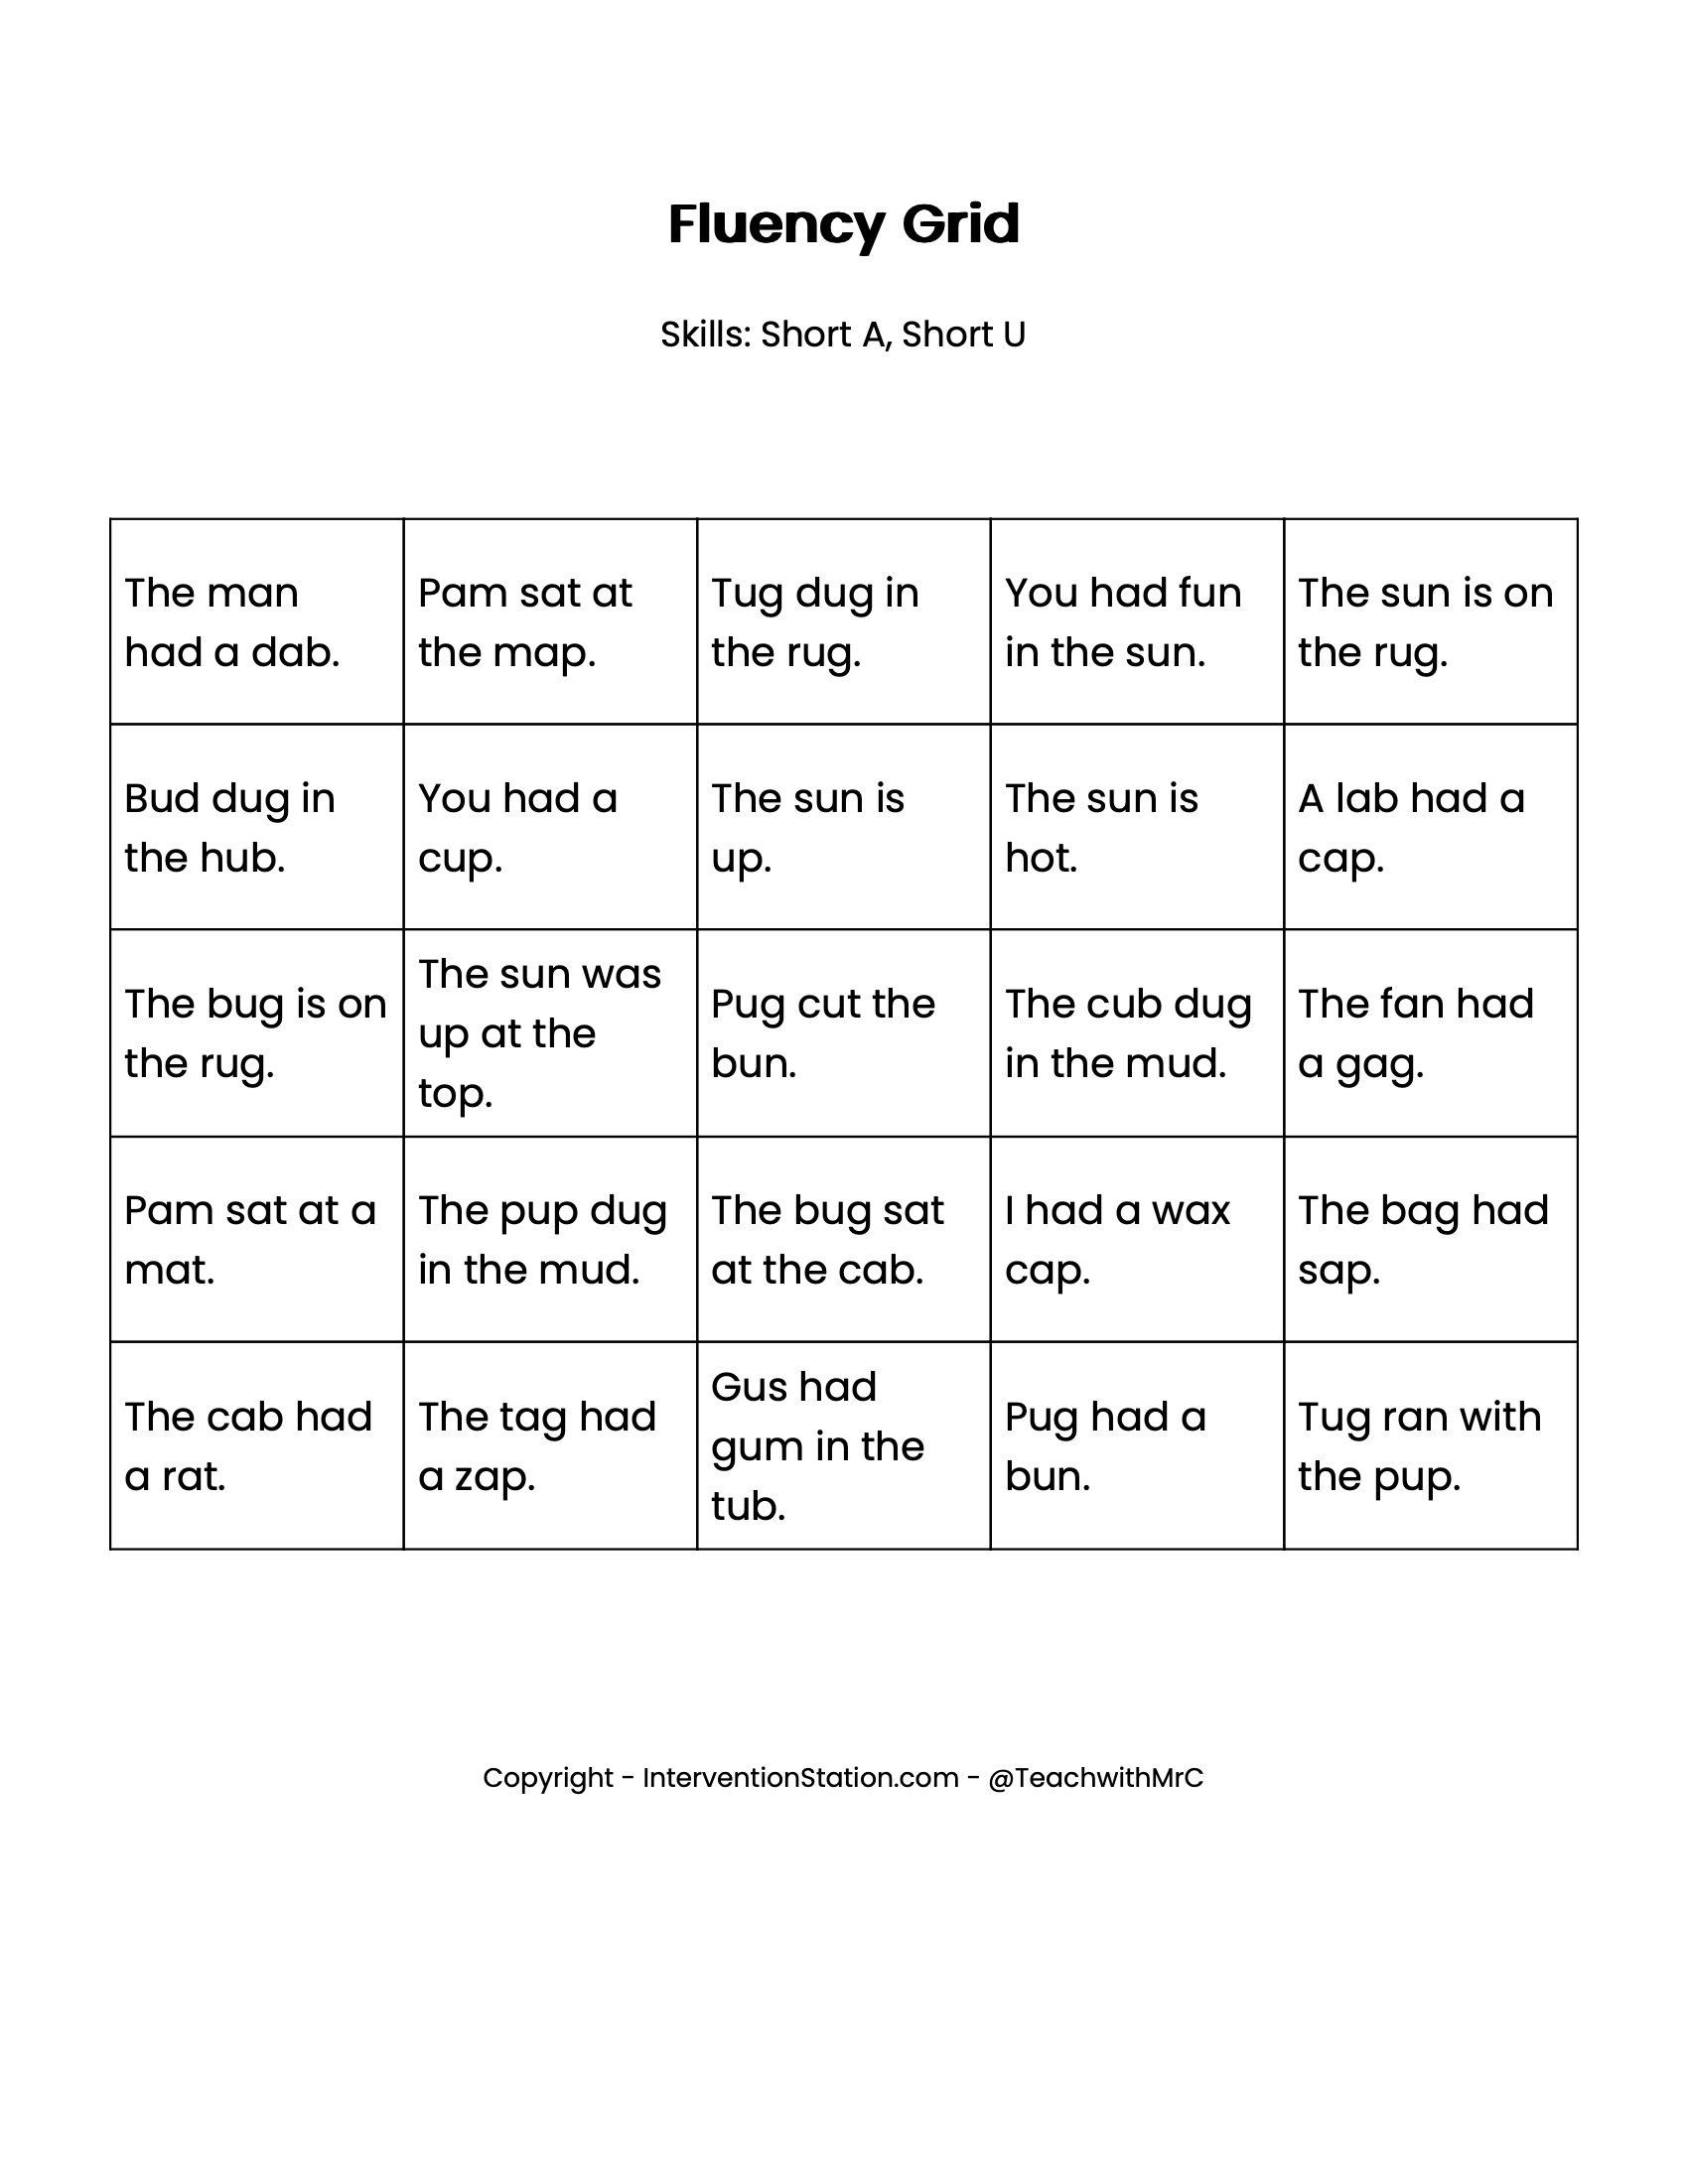 Fluency Grid
Skills: Short A, Short U
The man
had a dab.
Pam sat at
the map.
Tug dug in
the rug.
You had fun
in the sun.
The sun is on
the rug.
Bud dug in
the hub.
You had a
cup.
The sun is
up.
The sun is
hot.
A lab had a
cap.
The bug is on
the rug.
The sun was
up at the
top.
Pug cut the
bun.
The cub dug
in the mud.
The fan had
a gag.
Pam sat at a
mat.
The pup dug
in the mud.
The bug sat
at the cab.
I had a wax
cap.
The bag had
sap.
The cab had
a rat.
The tag had
a zap.
Gus had
gum in the
tub.
Pug had a
bun.
Tug ran with
the pup.
Copyright - InterventionStation.com - @TeachwithMrC